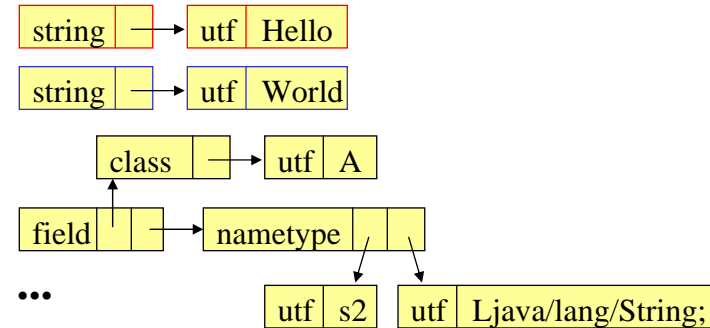 string utf Hello
string utf World
class utf A
field nametype
••• utf s2 utf Ljava/lang/String;